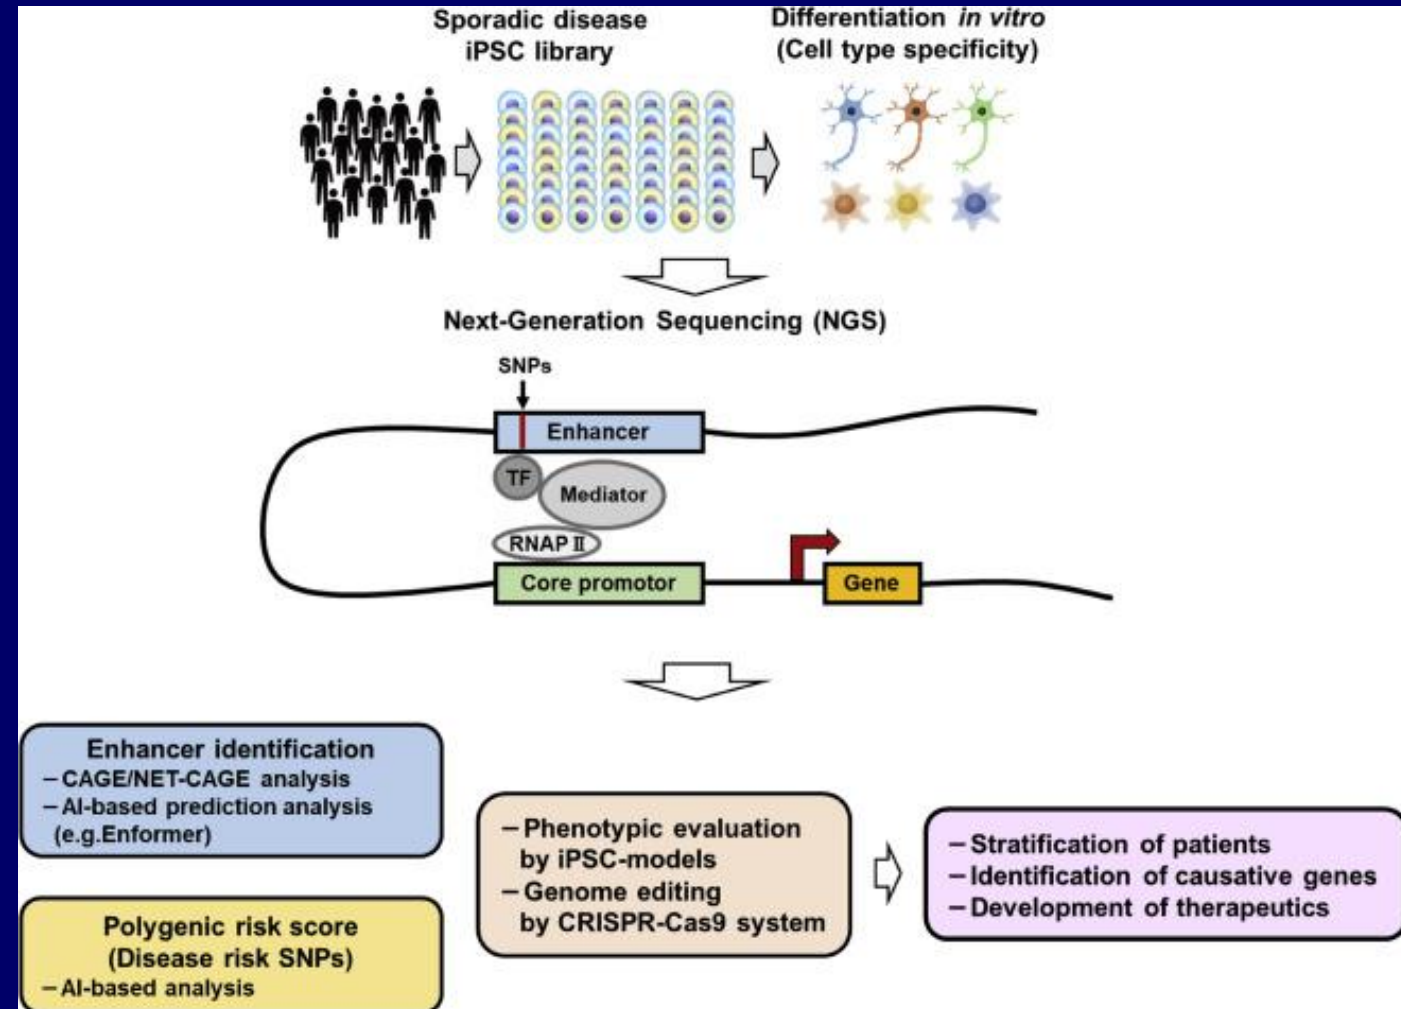 Sporadic disease
iPSC library
Differentiation in vitro
(Cell type specificity)
Next-Generation Sequencing (NGS)
SNPs
Enhancer
TF
Mediator
RNAP II
Core promotor
Gene
Enhancer identification
– CAGE/NET-CAGE analysis
– AI-based prediction analysis
(e.g.Enformer)
Polygenic risk score
(Disease risk SNPs)
– AI-based analysis
– Phenotypic evaluation
by iPSC-models
– Genome editing
by CRISPR-Cas9 system
– Stratification of patients
– Identification of causative genes
– Development of therapeutics